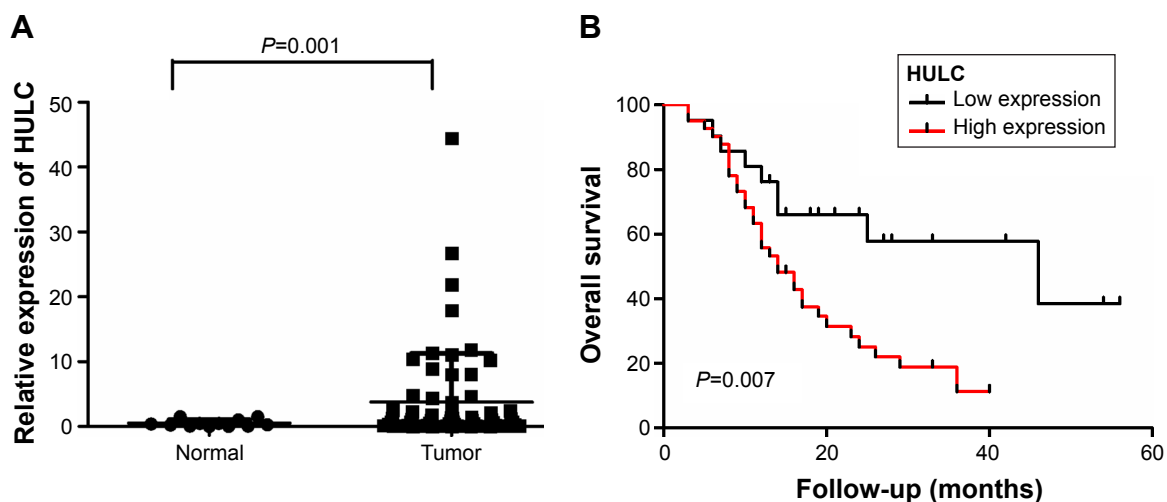 A
P=0.001
Relative expression of HULC
50
40
30
20
10
0
Normal
Tumor
B
HULC
Low expression
High expression
Overall survival
100
80
60
40
20
0
P=0.007
0
20
40
60
Follow-up (months)